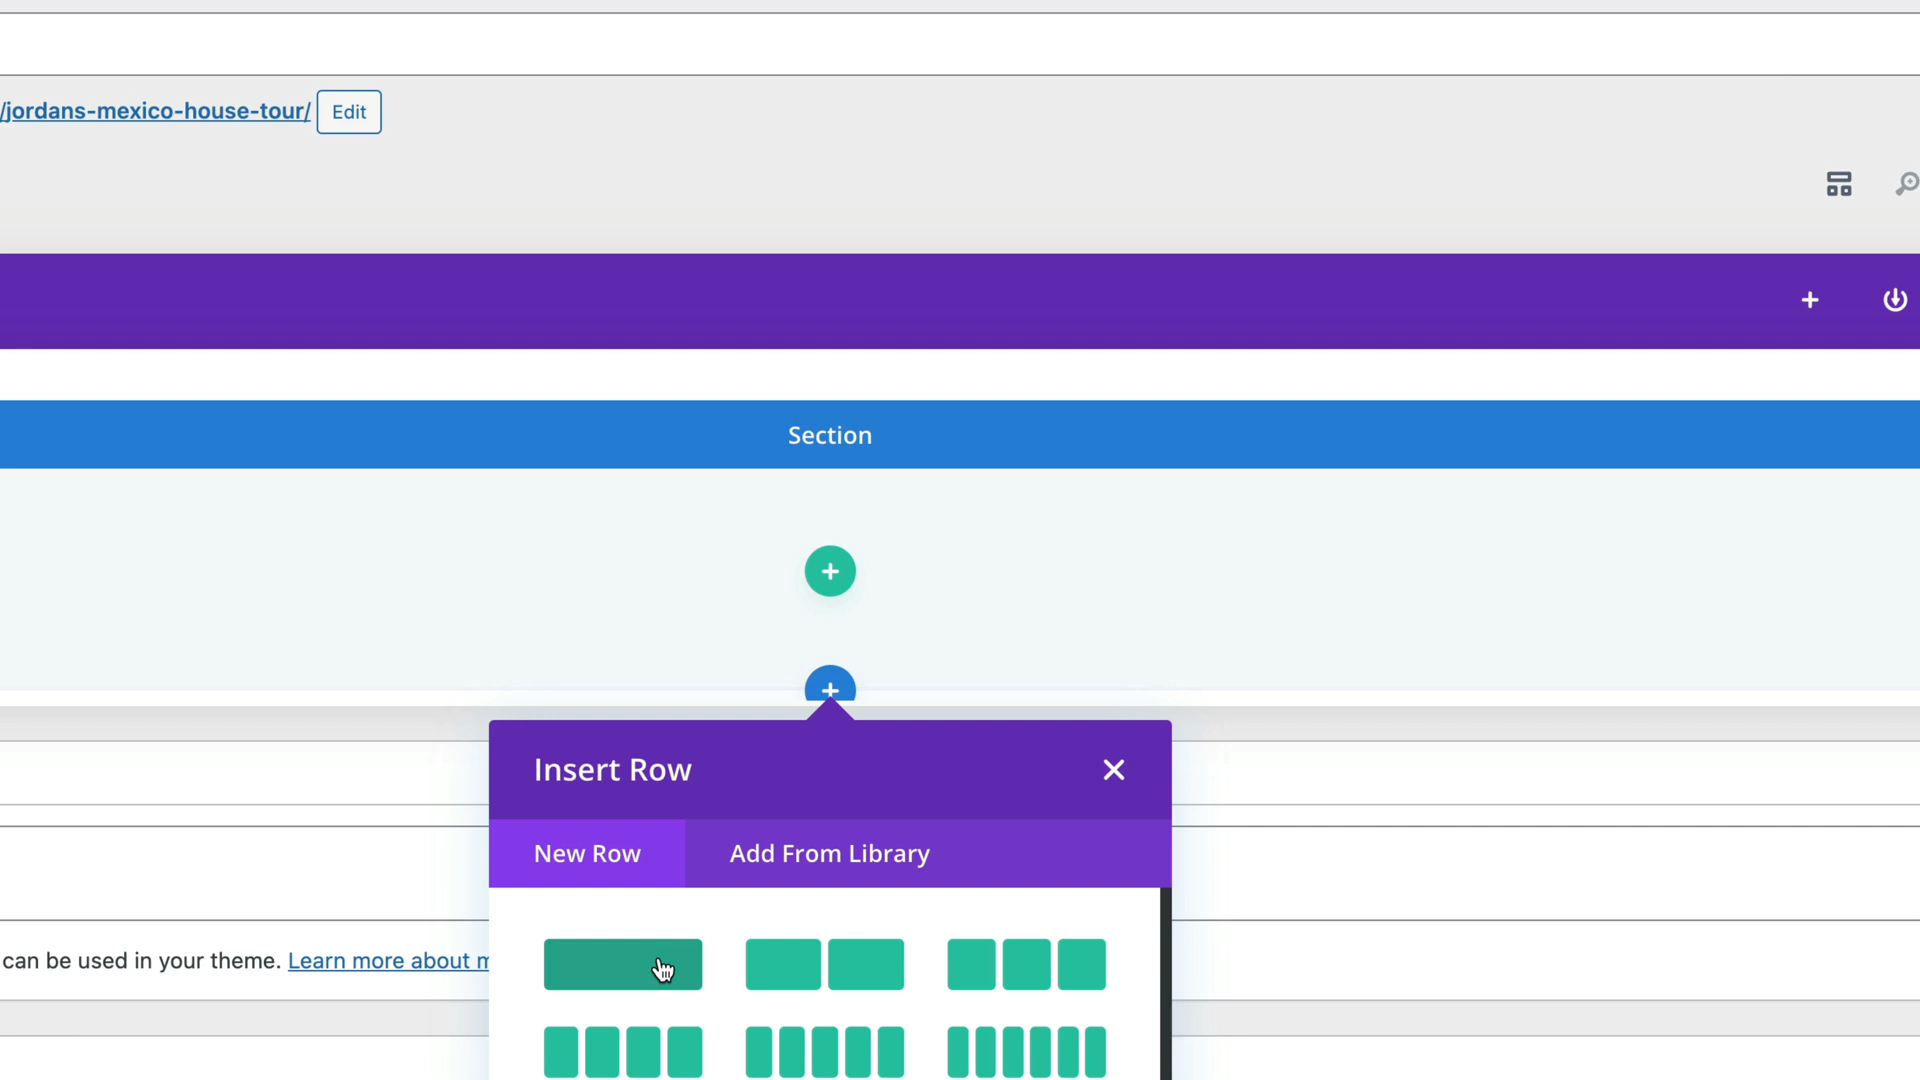 /jordans-mexico-house-tour/ Edit
Section
Insert Row
New Row Add From Library
can be used in your theme. Learn more about